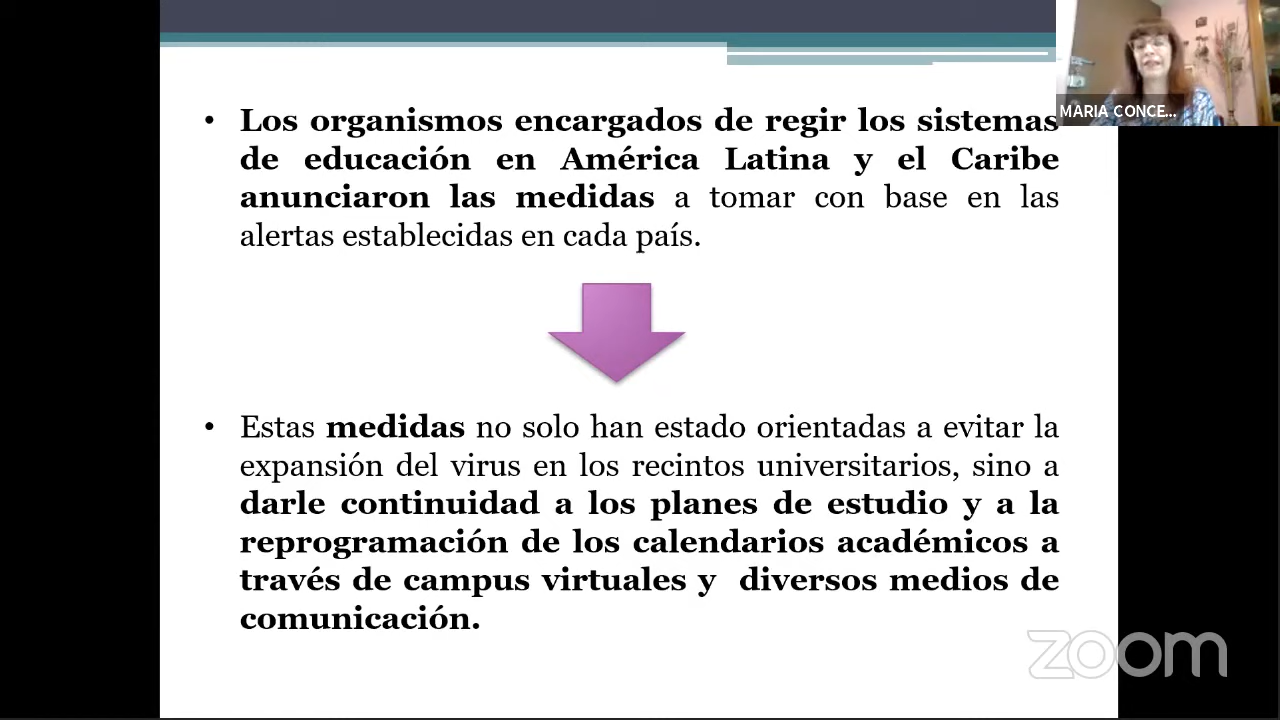 MARIA CONCE...
• Los organismos encargados de regir los sistemas
de educación en América Latina y el Caribe
anunciaron las medidas a tomar con base en las
alertas establecidas en cada país.
• Estas medidas no solo han estado orientadas a evitar la
expansión del virus en los recintos universitarios, sino a
darle continuidad a los planes de estudio y a la
reprogramación de los calendarios académicos a
través de campus virtuales y diversos medios de
comunicación.
zoom